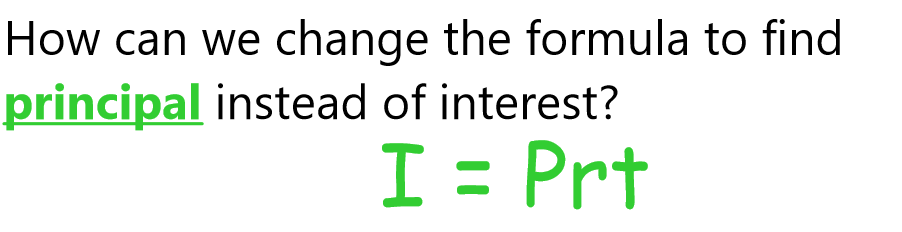 How can we change the formula to find
principal instead of interest?
I = Prt